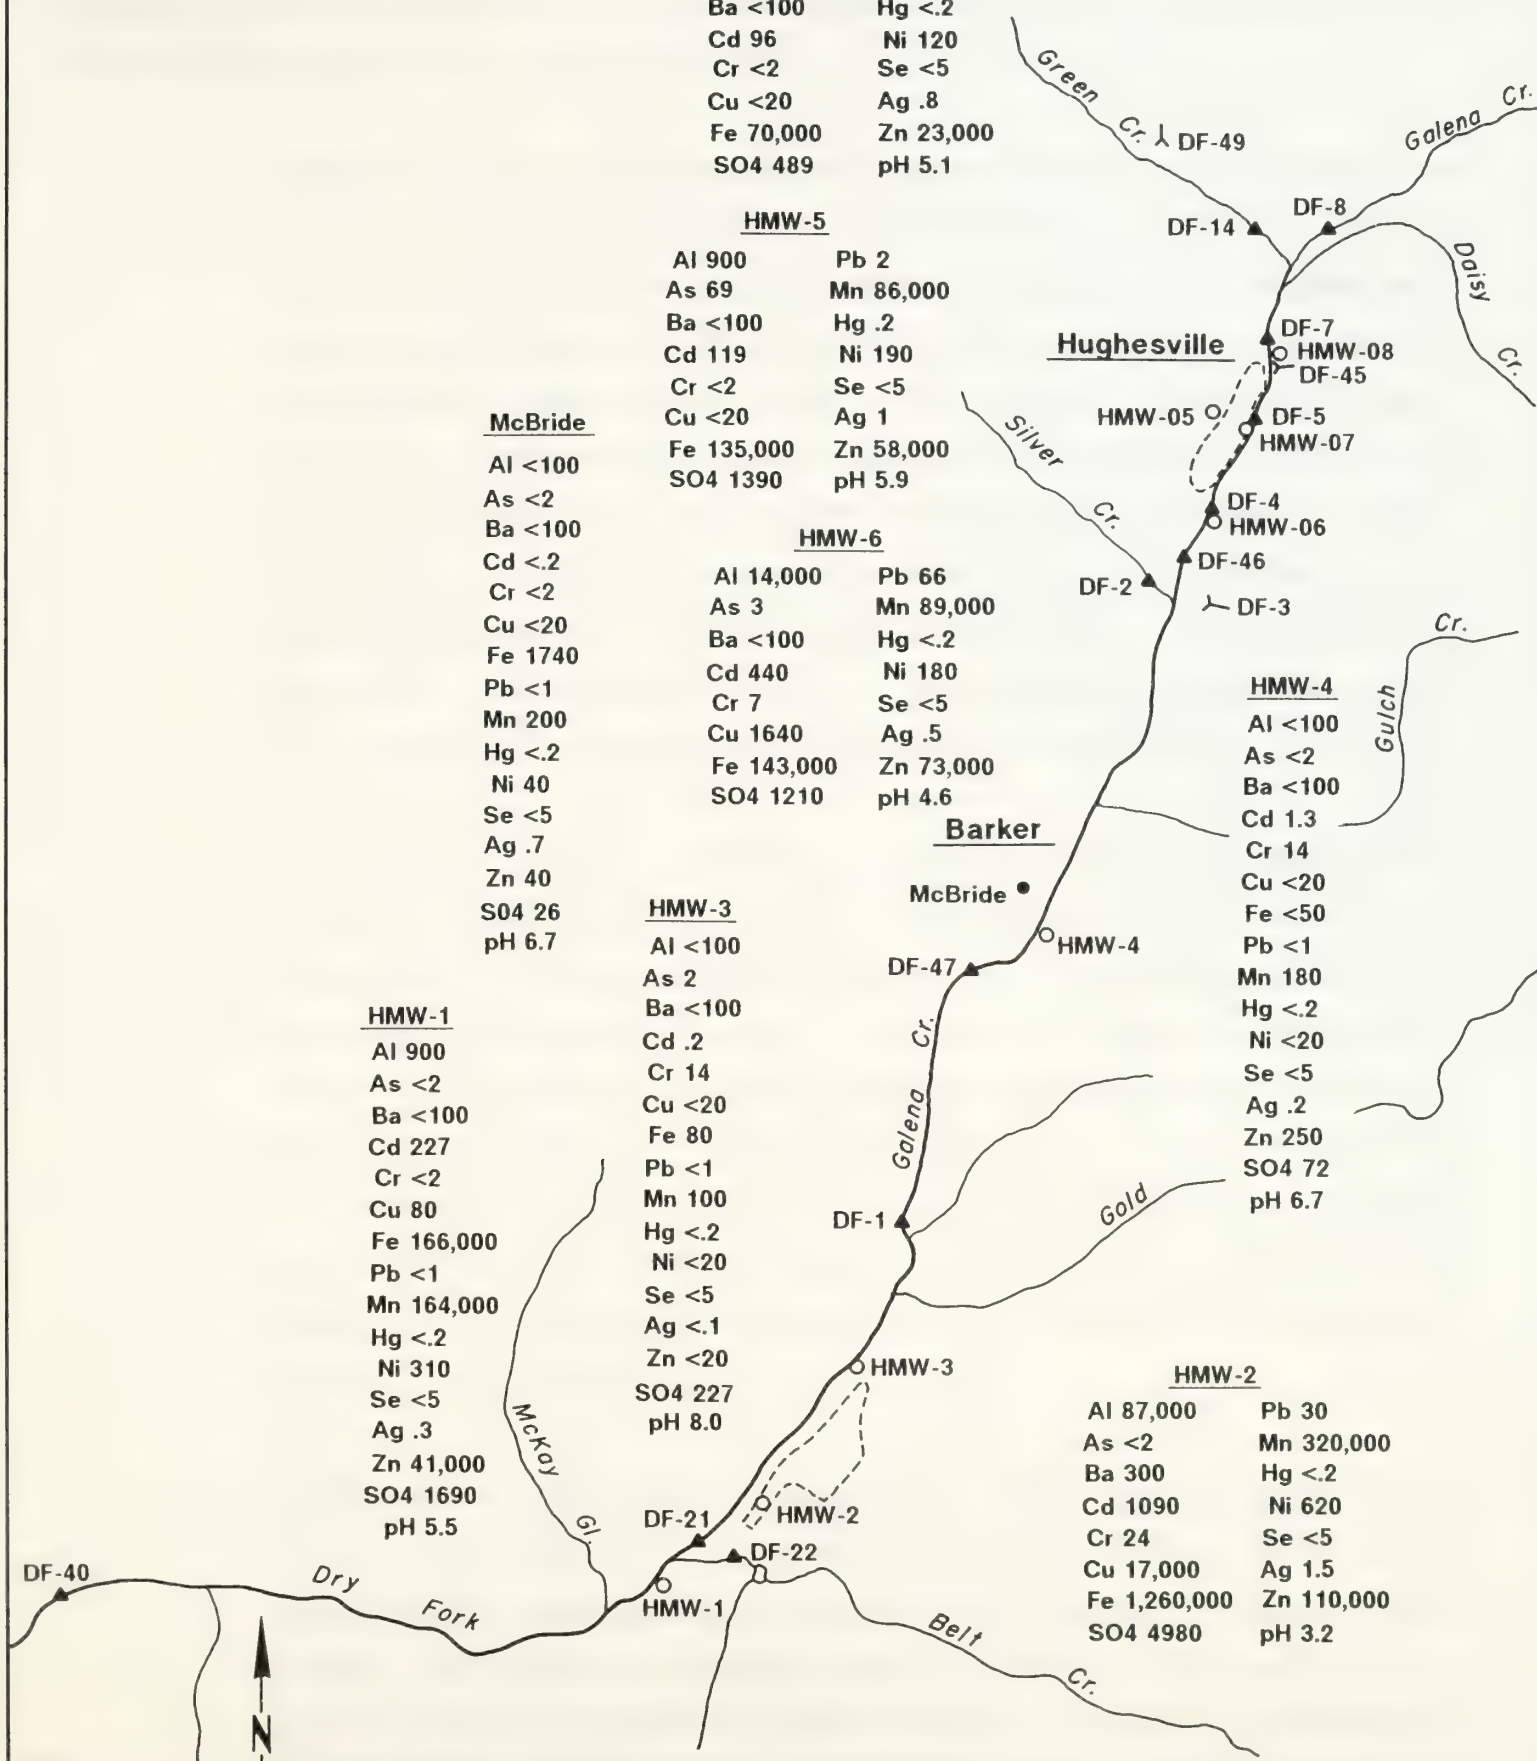 Ba <100 Hg <.2
Cd 96 Ni 120
Cr <2 Se <5
Cu <20 Ag .8
Fe 70,000 Zn 23,000
SO4 489 pH 5.1
Green
Cr.
DF-49
Galena
Cr.
DF-14
DF-8
Daisy
Cr.
HMW-5
Al 900 Pb 2
As 69 Mn 86,000
Ba <100 Hg .2
Cd 119 Ni 190
Cr <2 Se <5
Cu <20 Ag 1
Fe 135,000 Zn 58,000
SO4 1390 pH 5.9
Hughesville
DF-7
HMW-08
DF-45
HMW-05
DF-5
HMW-07
DF-4
HMW-06
DF-46
DF-2
DF-3
Silver
Cr.
McBride
Al <100
As <2
Ba <100
Cd <.2
Cr <2
Cu <20
Fe 1740
Pb <1
Mn 200
Hg <.2
Ni 40
Se <5
Ag .7
Zn 40
S04 26
pH 6.7
HMW-6
Al 14,000 Pb 66
As 3 Mn 89,000
Ba <100 Hg <.2
Cd 440 Ni 180
Cr 7 Se <5
Cu 1640 Ag .5
Fe 143,000 Zn 73,000
SO4 1210 pH 4.6
Gulch
Cr.
HMW-4
Al <100
As <2
Ba <100
Cd 1.3
Cr 14
Cu <20
Fe <50
Pb <1
Mn 180
Hg <.2
Ni <20
Se <5
Ag .2
Zn 250
SO4 72
pH 6.7
Barker
McBride
HMW-4
DF-47
Galena
Cr.
HMW-3
Al <100
As 2
Ba <100
Cd .2
Cr 14
Cu <20
Fe 80
Pb <1
Mn 100
Hg <.2
Ni <20
Se <5
Ag <.1
Zn <20
SO4 227
pH 8.0
HMW-1
Al 900
As <2
Ba <100
Cd 227
Cr <2
Cu 80
Fe 166,000
Pb <1
Mn 164,000
Hg <.2
Ni 310
Se <5
Ag .3
Zn 41,000
SO4 1690
pH 5.5
DF-1
Gold
HMW-3
McKay
Gl.
HMW-2
Al 87,000 Pb 30
As <2 Mn 320,000
Ba 300 Hg <.2
Cd 1090 Ni 620
Cr 24 Se <5
Cu 17,000 Ag 1.5
Fe 1,260,000 Zn 110,000
SO4 4980 pH 3.2
DF-21
HMW-2
DF-22
HMW-1
DF-40
Dry
Fork
Belt
Cr.
N